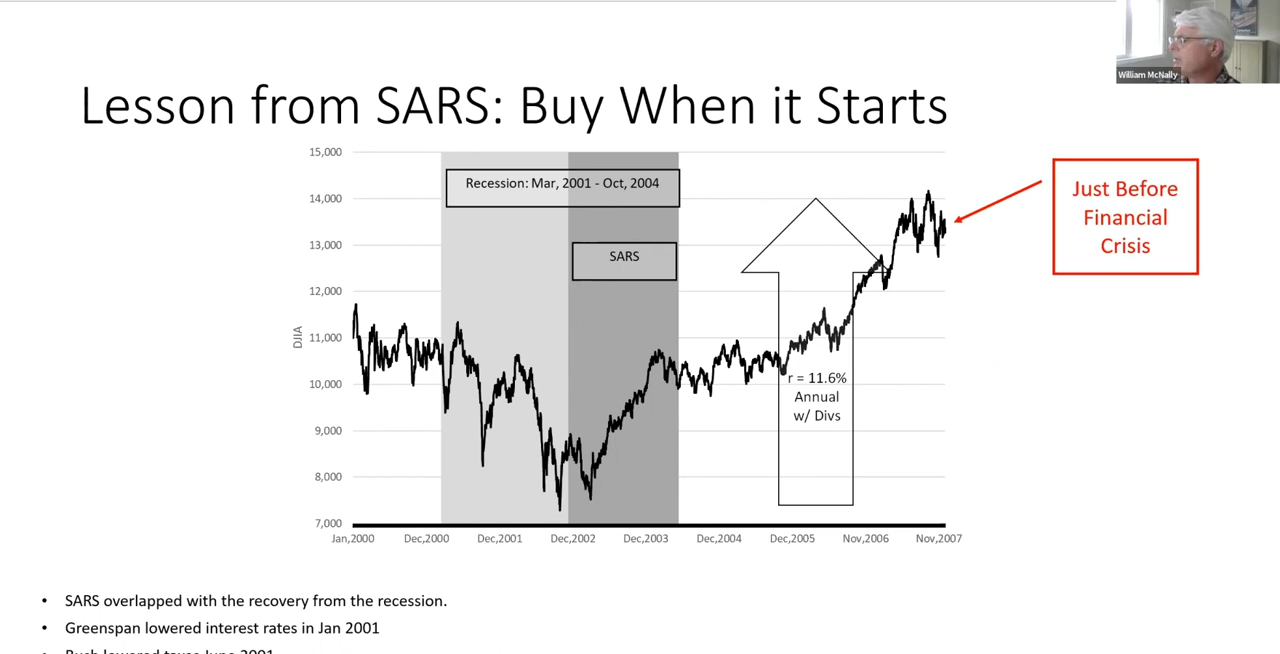 William McNally
Lesson from SARS: Buy When it Starts
15,000
14,000
13,000
12,000
11,000
10,000
9,000
8,000
7,000
DJIA
Recession: Mar, 2001 - Oct, 2004
SARS
r = 11.6%
Annual
w/ Divs
Just Before
Financial
Crisis
Jan,2000 Dec,2000 Dec,2001 Dec,2002 Dec,2003 Dec,2004 Dec,2005 Nov,2006 Nov,2007
• SARS overlapped with the recovery from the recession.
• Greenspan lowered interest rates in Jan 2001
• Bush lowered taxes June 2001